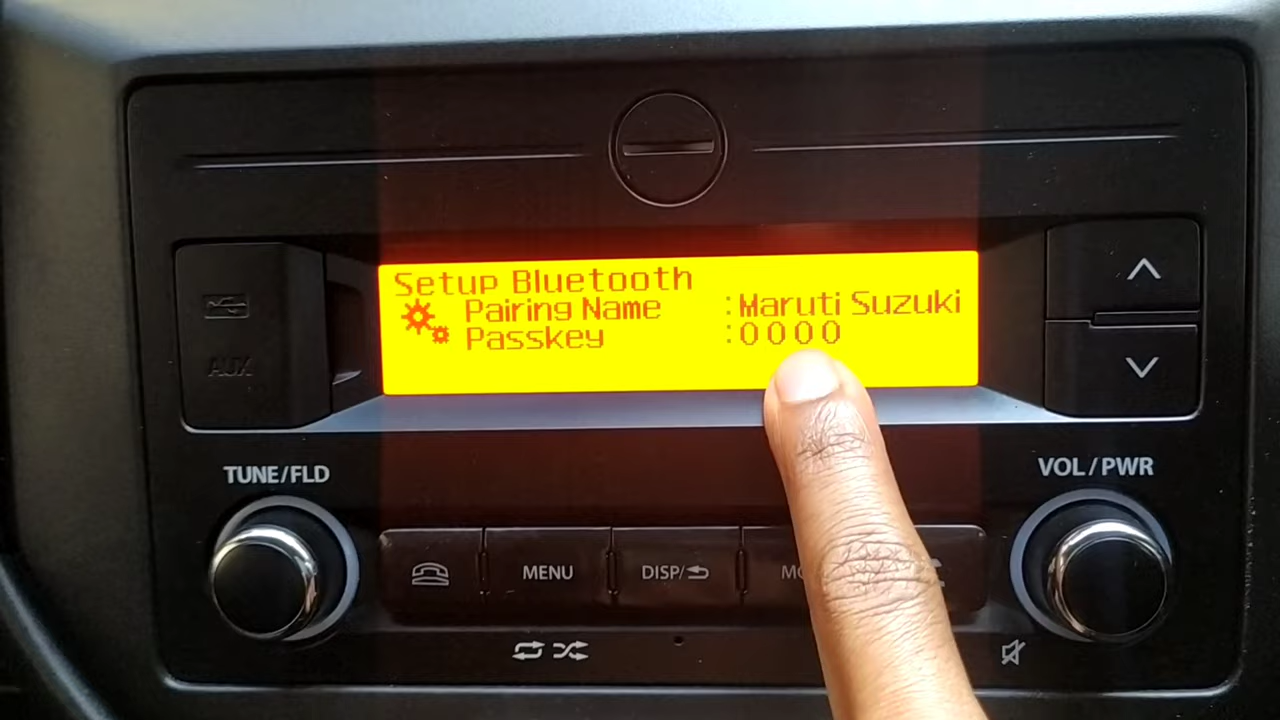 Setup Bluetooth
Pairing Name :Maruti Suzuki
Passkey :0000
AUX
TUNE/FLD
VOL/PWR
MENU
DISP/